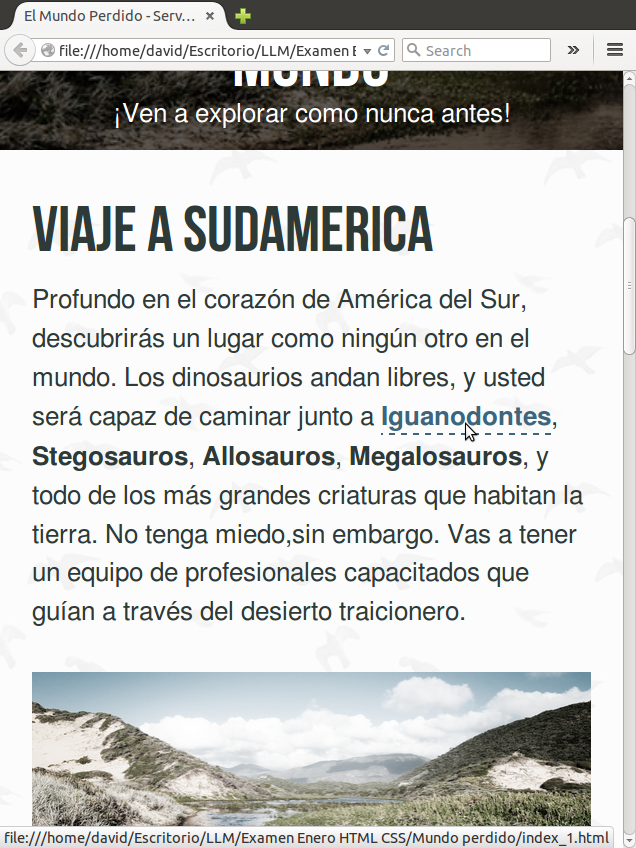 El Mundo Perdido - Serv...
file:///home/david/Escritorio/LLM/Examen E
Search
MUNDO
¡Ven a explorar como nunca antes!
VIAJE A SUDAMERICA
Profundo en el corazón de América del Sur,
descubrirás un lugar como ningún otro en el
mundo. Los dinosaurios andan libres, y usted
será capaz de caminar junto a Iguanodontes,
Stegosauros, Allosauros, Megalosauros, y
todo de los más grandes criaturas que habitan la
tierra. No tenga miedo,sin embargo. Vas a tener
un equipo de profesionales capacitados que
guían a través del desierto traicionero.
file:///home/david/Escritorio/LLM/Examen Enero HTML CSS/Mundo perdido/index_1.html